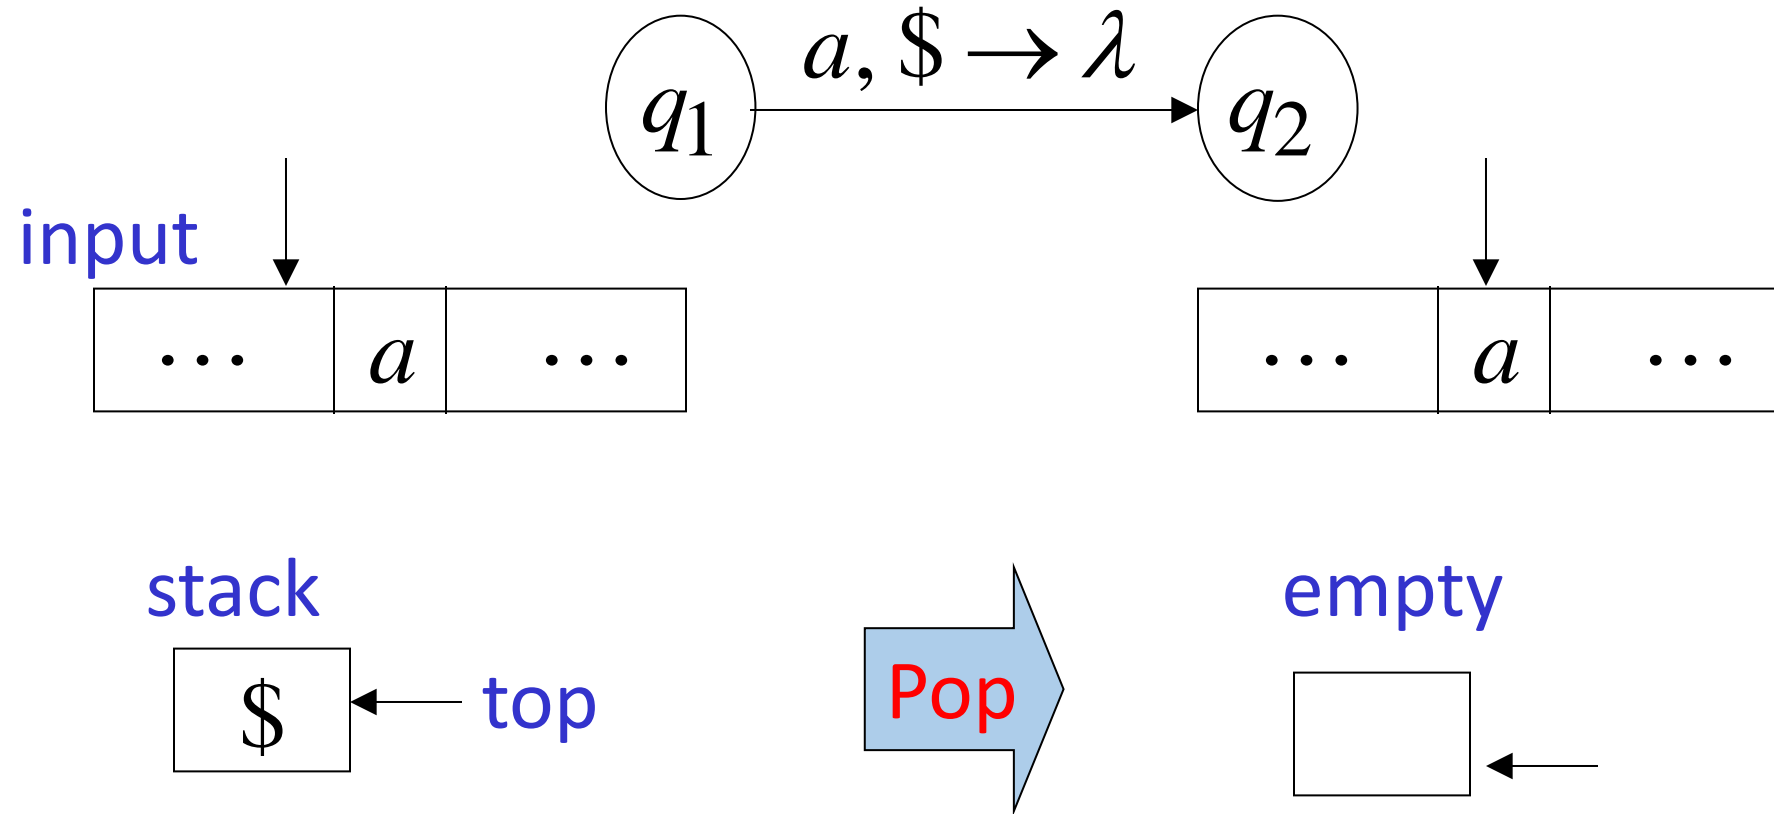 a, $ → λ
q₁ q₂
input
··· a ··· ··· a ···
stack empty
$ top Pop